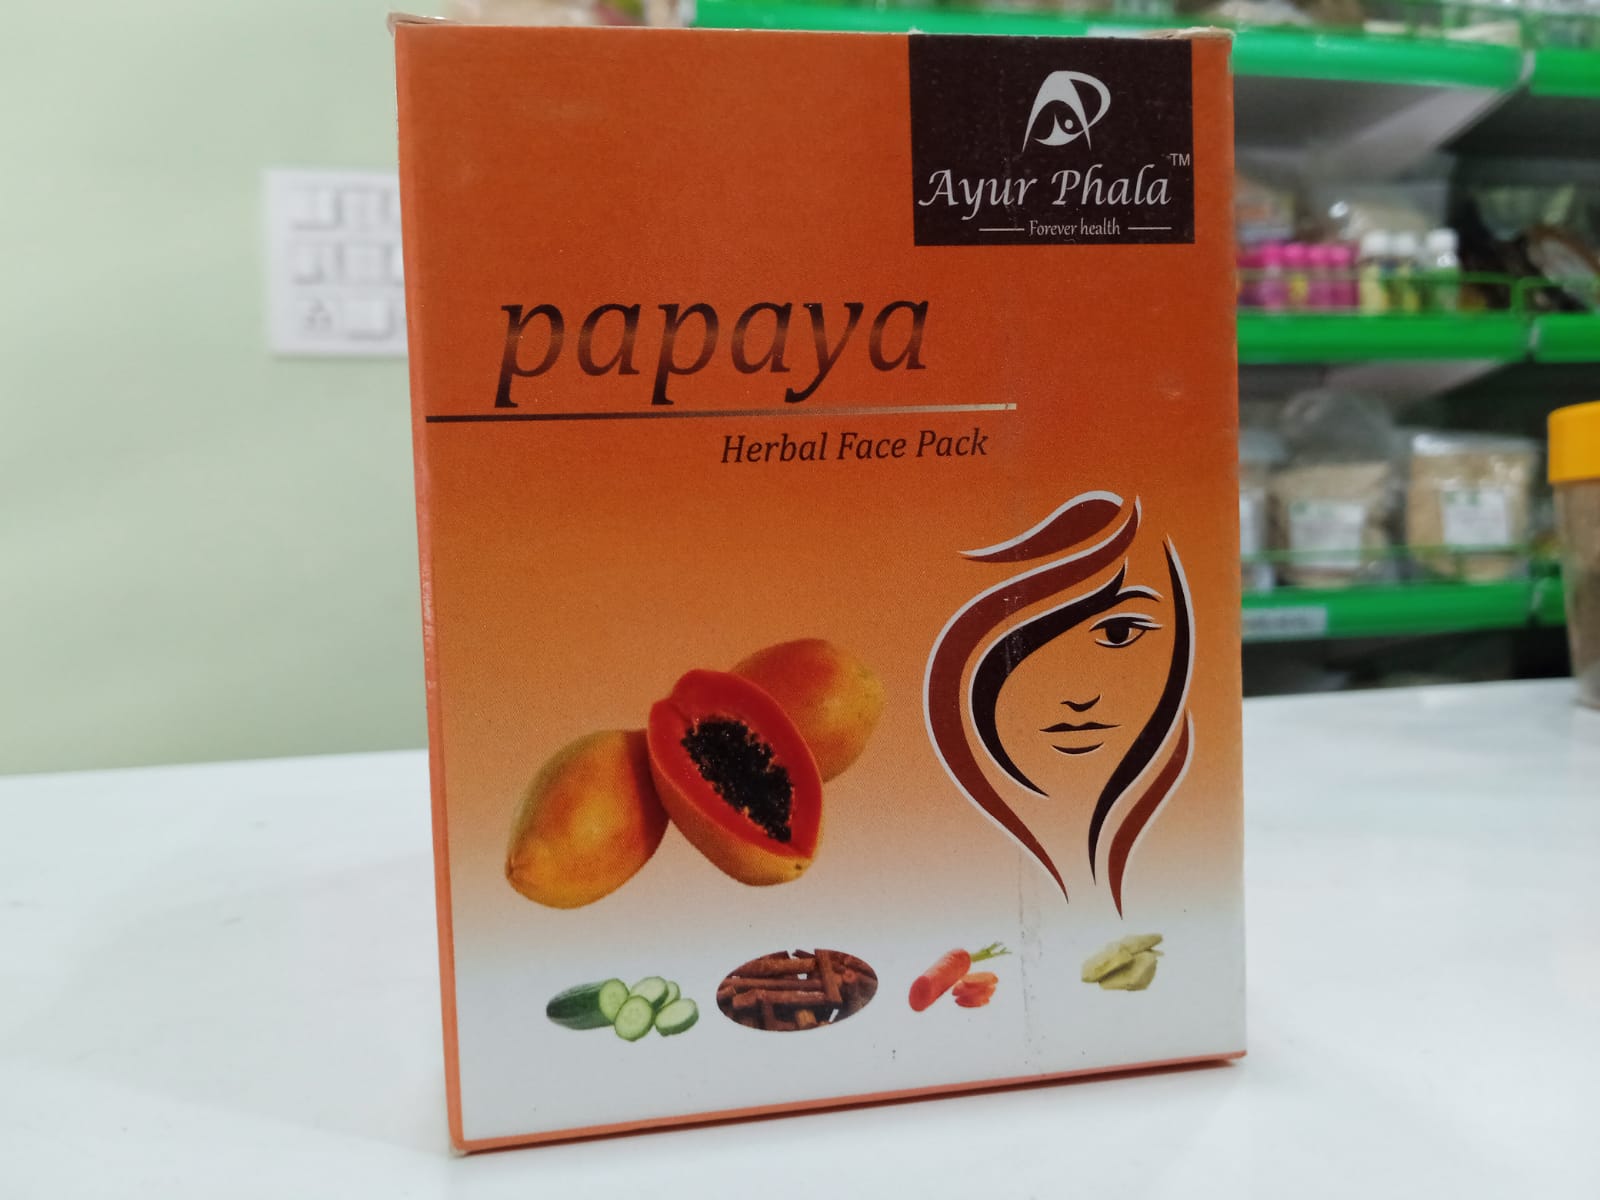 Ayur Phala TM
Forever health
papaya
Herbal Face Pack